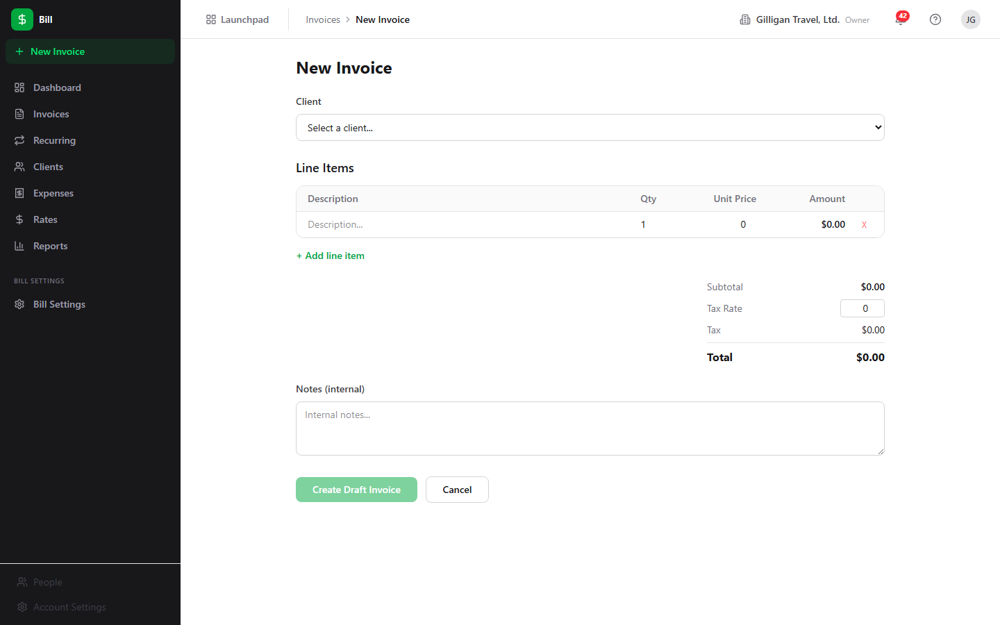 Bill
New Invoice
Dashboard
Invoices
Recurring
Clients
Expenses
Rates
Reports
BILL SETTINGS
Bill Settings
People
Account Settings
Launchpad
Invoices > New Invoice
Gilligan Travel, Ltd. Owner
42
JG
New Invoice
Client
Select a client...
Line Items
Description Qty Unit Price Amount
Description... 1 0 $0.00 X
+ Add line item
Subtotal $0.00
Tax Rate 0
Tax $0.00
Total $0.00
Notes (internal)
Internal notes...
Create Draft Invoice Cancel